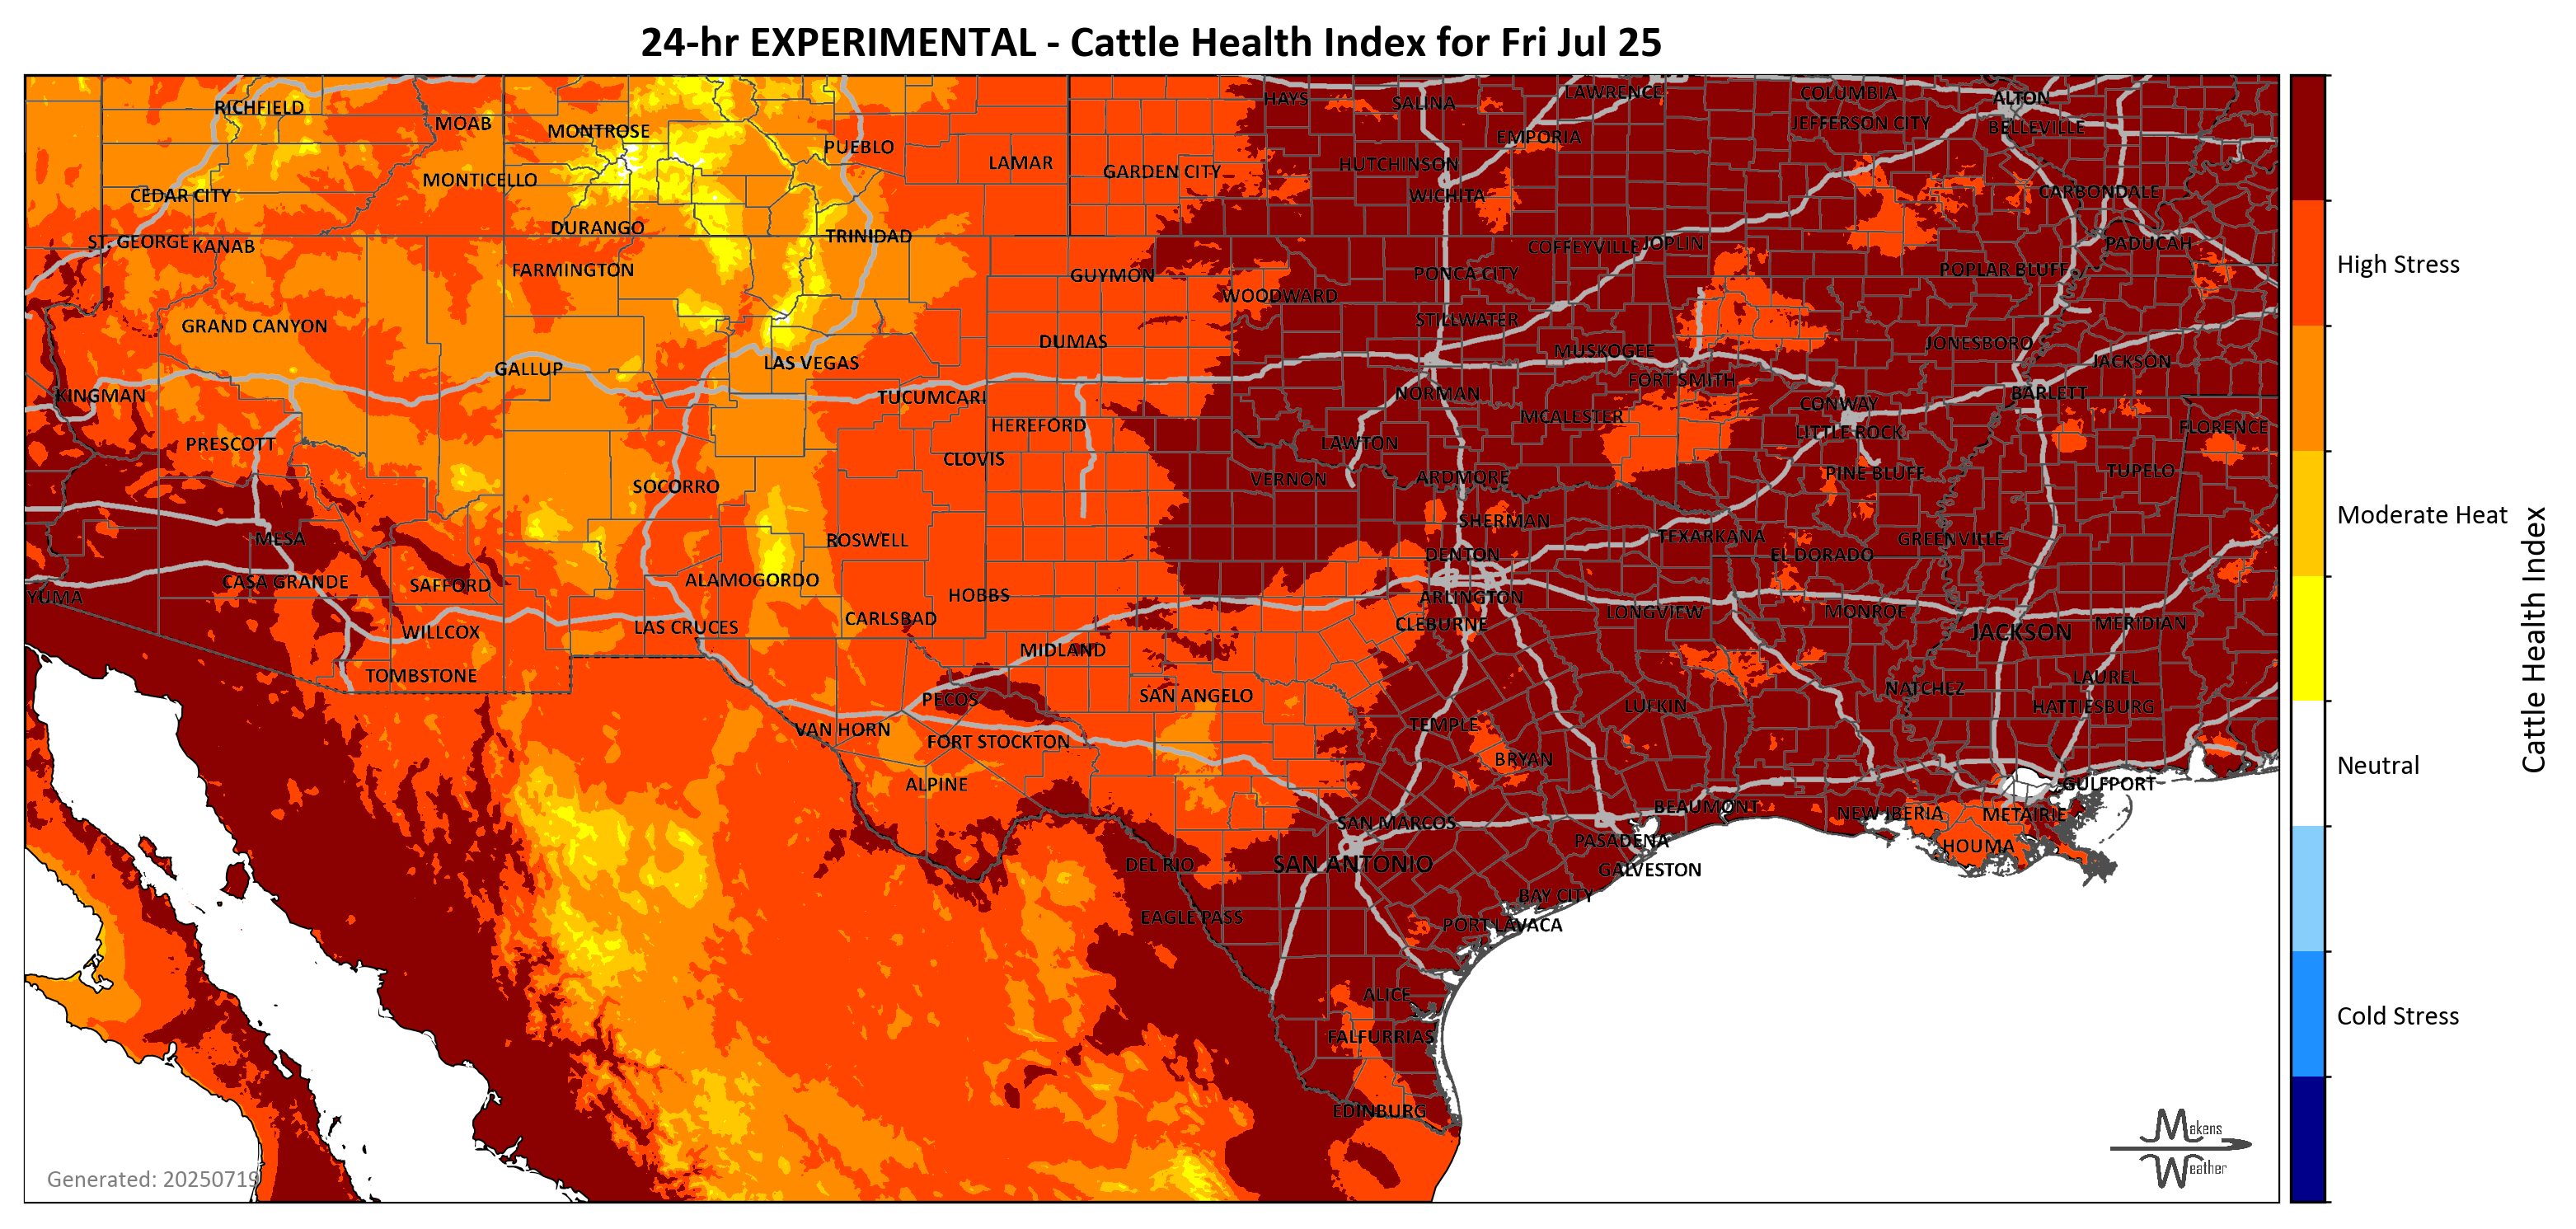 24-hr EXPERIMENTAL - Cattle Health Index for Fri Jul 25
HAYS
SALINA
LAWRENCE
COLUMBIA
ALTON
RICHFIELD
MOAB
MONTROSE
PUEBLO
EMPORIA
JEFFERSON CITY
BELLEVILLE
LAMAR
GARDEN CITY
HUTCHINSON
MONTICELLO
CEDAR CITY
WICHITA
CARBONDALE
DURANGO
TRINIDAD
ST. GEORGE
KANAB
COFFEYVILLE
JOPLIN
PADUCAH
High Stress
FARMINGTON
GUYMON
PONCA CITY
POPLAR BLUFF
WOODWARD
GRAND CANYON
STILLWATER
DUMAS
MUSKOGEE
JONESBORO
GALLUP
LAS VEGAS
JACKSON
FORT SMITH
KINGMAN
TUCUMCARI
NORMAN
CONWAY
BARLETT
PRESCOTT
HEREFORD
LAWTON
MCALESTER
LITTLE ROCK
FLORENCE
CLOVIS
VERNON
ARDMORE
PINE BLUFF
TUPELO
SOCORRO
SHERMAN
Moderate Heat
MESA
ROSWELL
DENTON
TEXARKANA
EL DORADO
GREENVILLE
CASA GRANDE
SAFFORD
ALAMOGORDO
YUMA
HOBBS
ARLINGTON
LONGVIEW
MONROE
WILLCOX
LAS CRUCES
CARLSBAD
CLEBURNE
JACKSON
MERIDIAN
Cattle Health Index
TOMBSTONE
MIDLAND
LAUREL
PECOS
SAN ANGELO
LUFKIN
NATCHEZ
HATTIESBURG
VAN HORN
FORT STOCKTON
TEMPLE
BRYAN
Neutral
ALPINE
GULFPORT
SAN MARCOS
BEAUMONT
NEW IBERIA
METAIRIE
DEL RIO
SAN ANTONIO
PASADENA
HOUMA
GALVESTON
EAGLE PASS
BAY CITY
PORT LAVACA
ALICE
Cold Stress
FALFURRIAS
EDINBURG
Makens
Weather
Generated: 20250719